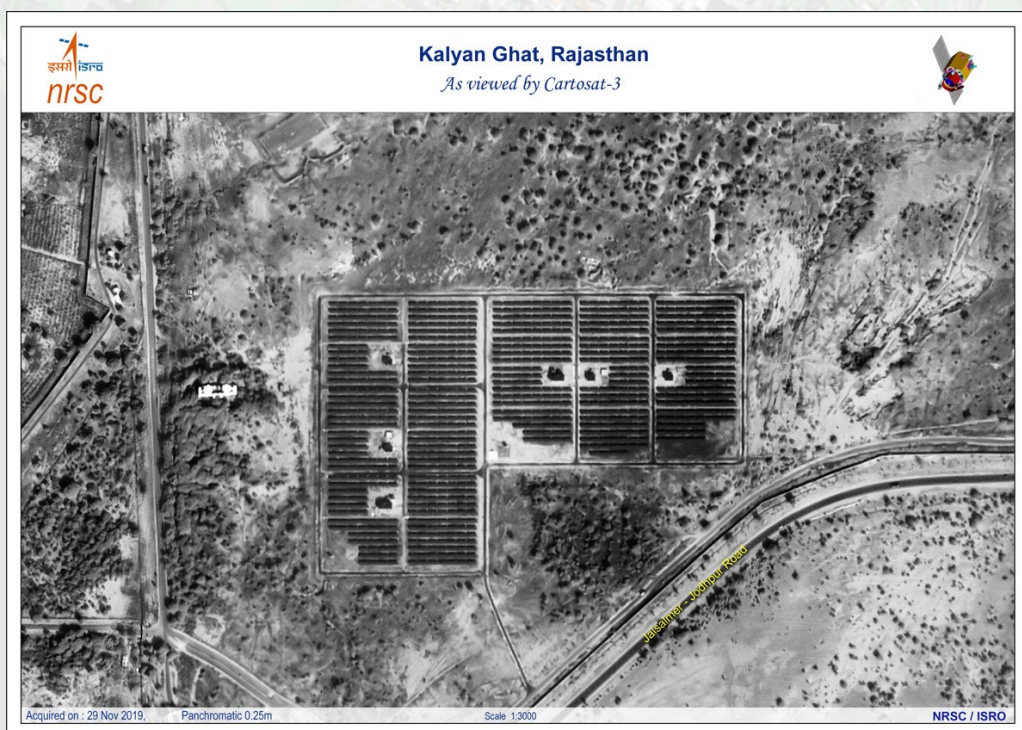 इसरो isro
nrsc
Kalyan Ghat, Rajasthan
As viewed by Cartosat-3
Jaisalmer - Jodhpur Road
Acquired on : 29 Nov 2019, Panchromatic 0.25m Scale 1:3000 NRSC / ISRO